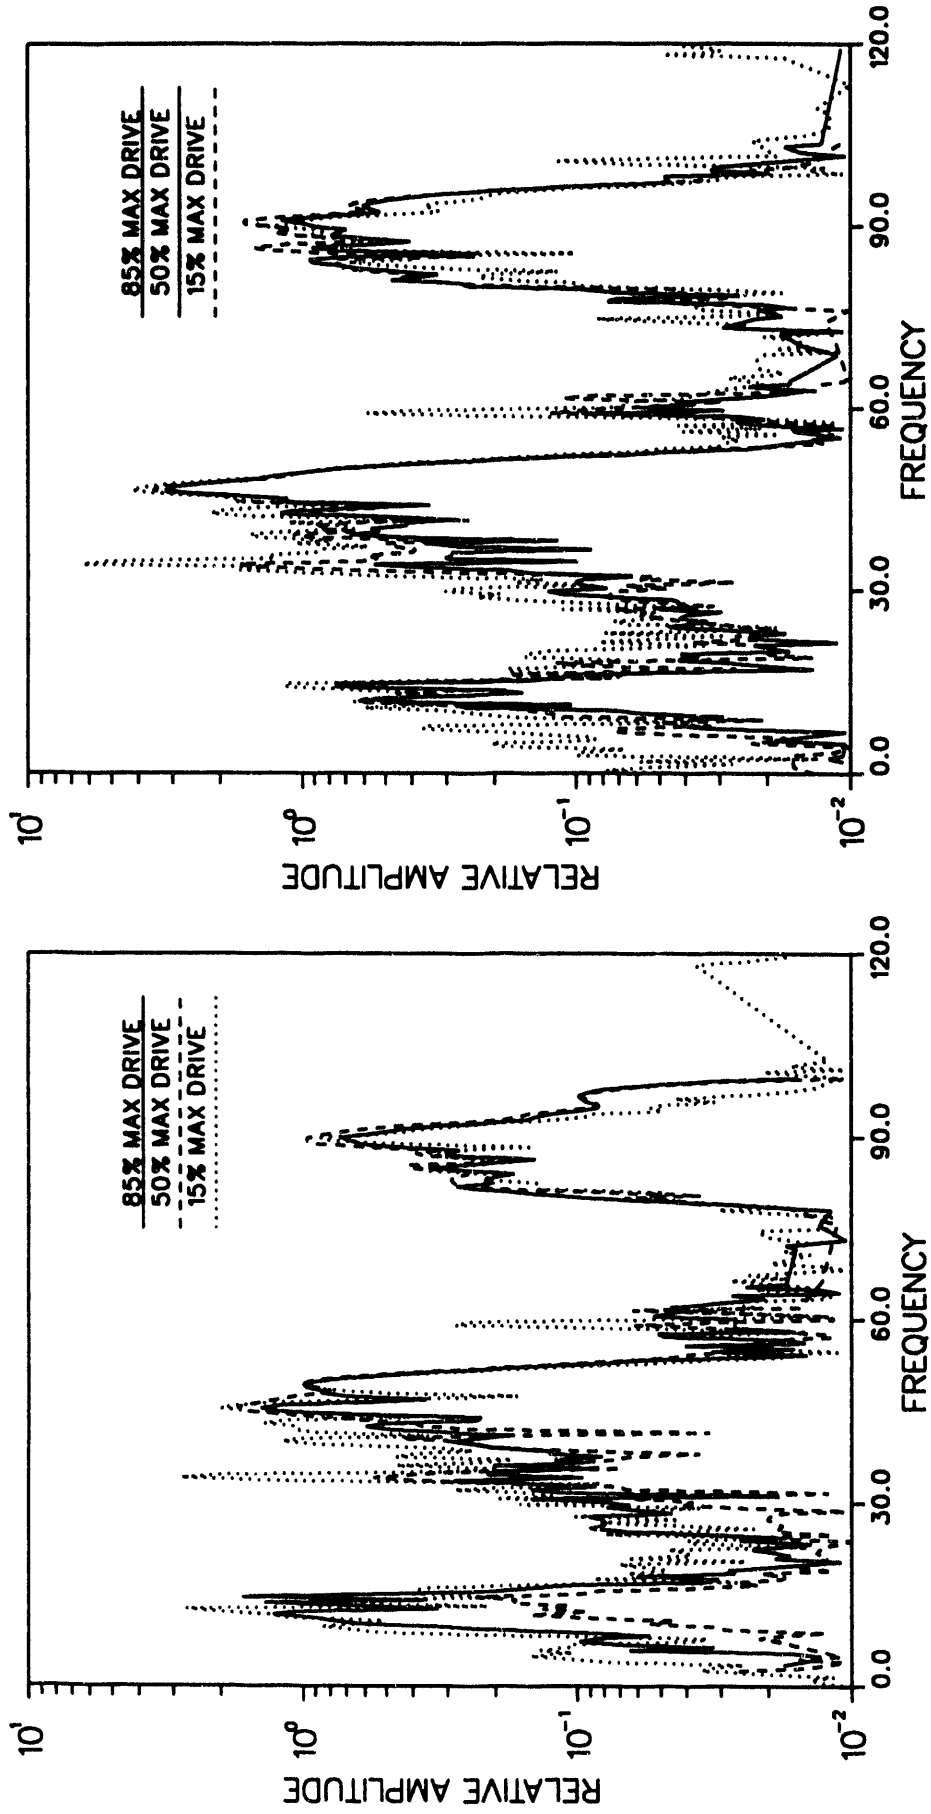 85% MAX DRIVE
50% MAX DRIVE
15% MAX DRIVE
10¹
10⁰
10⁻¹
10⁻²
RELATIVE AMPLITUDE
0.0
30.0
60.0
90.0
120.0
FREQUENCY
85% MAX DRIVE
50% MAX DRIVE
15% MAX DRIVE
10¹
10⁰
10⁻¹
10⁻²
RELATIVE AMPLITUDE
0.0
30.0
60.0
90.0
120.0
FREQUENCY